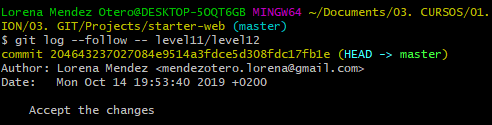 Lorena Mendez Otero@DESKTOP-5OQT6GB MINGW64 ~/Documents/03. CURSOS/01.
ION/03. GIT/Projects/starter-web (master)
$ git log --follow -- level1/level2
commit 204643237027084e9514a3fdce5d308fdc17fb1e (HEAD -> master)
Author: Lorena Mendez <mendezotero.lorena@gmail.com>
Date:   Mon Oct 14 19:53:40 2019 +0200
    Accept the changes